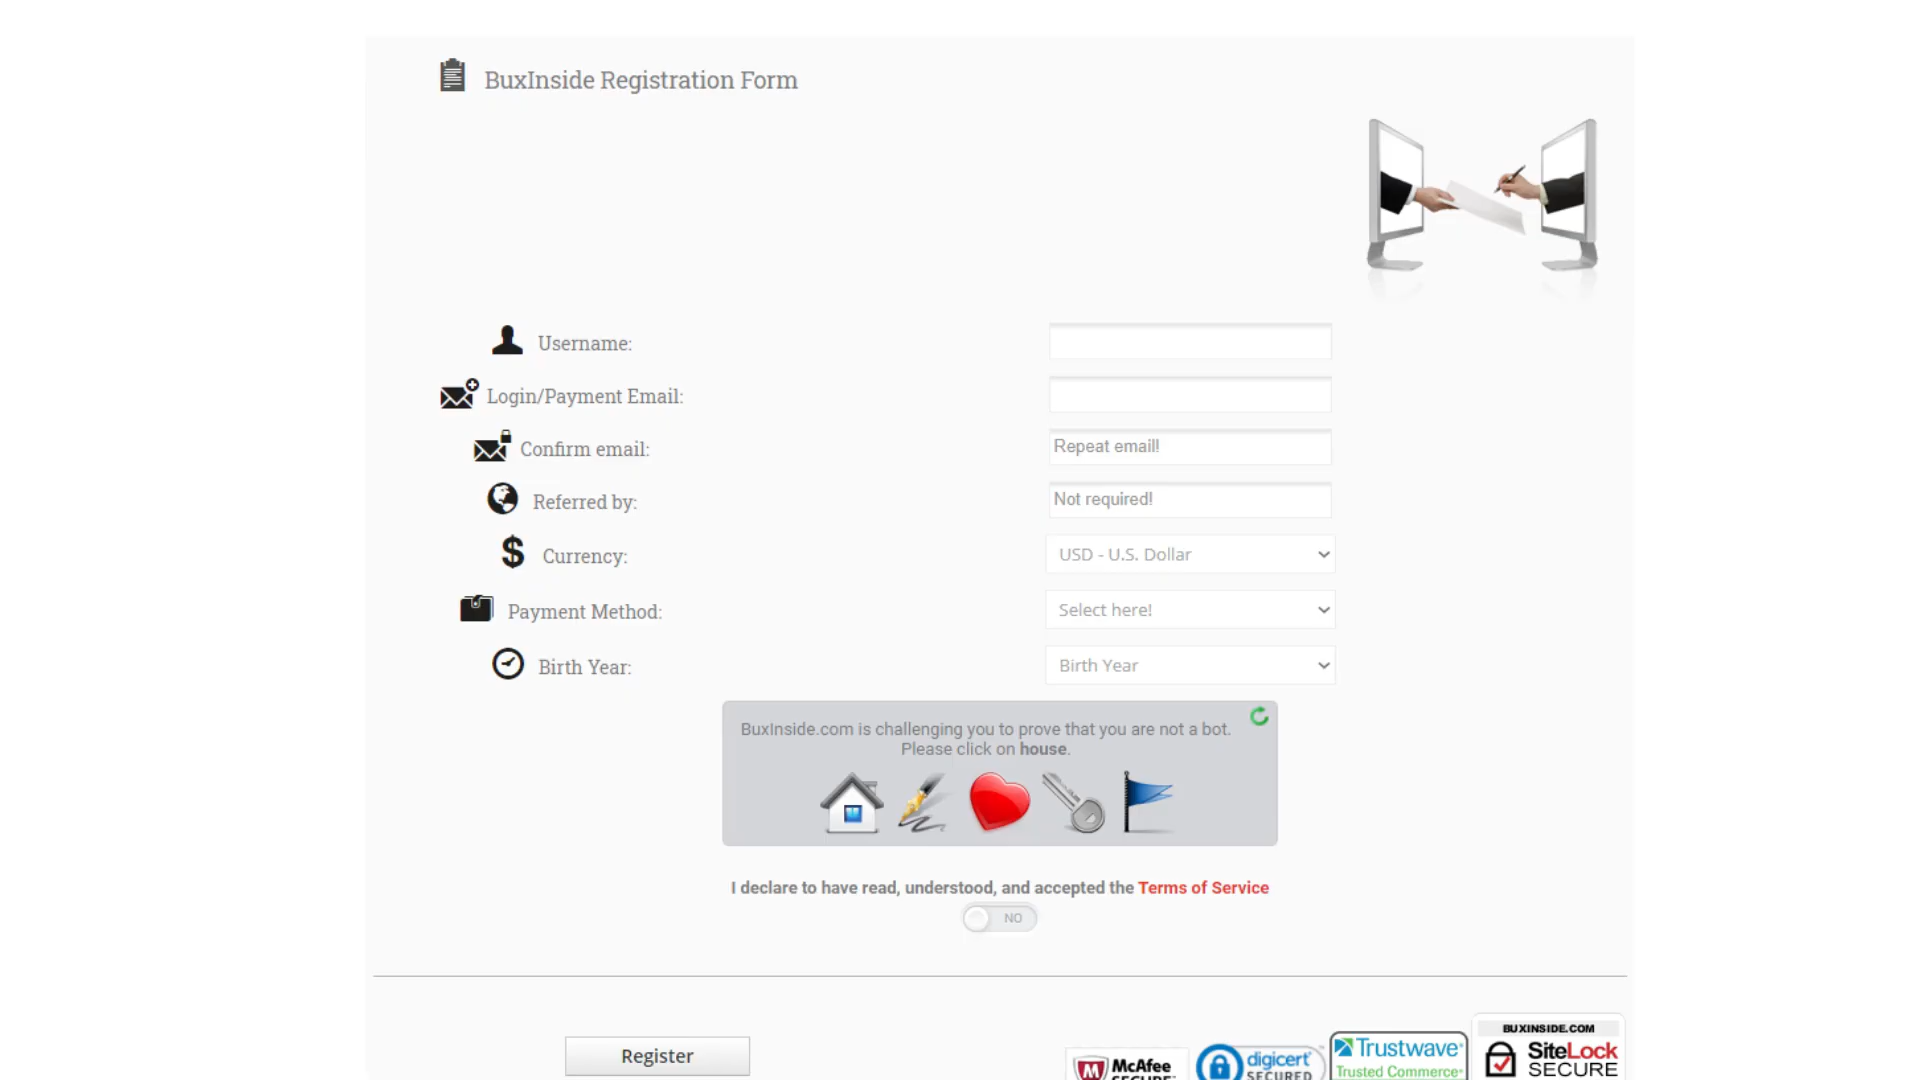 BuxInside Registration Form
Username:
Login/Payment Email:
Confirm email:
Repeat email!
Referred by:
Not required!
Currency:
USD - U.S. Dollar
Payment Method:
Select here!
Birth Year:
Birth Year
BuxInside.com is challenging you to prove that you are not a bot.
Please click on house.
I declare to have read, understood, and accepted the Terms of Service
NO
Register
McAfee
SECURE
digicert
SECURED
Trustwave
Trusted Commerce
BUXINSIDE.COM
SiteLock
SECURE